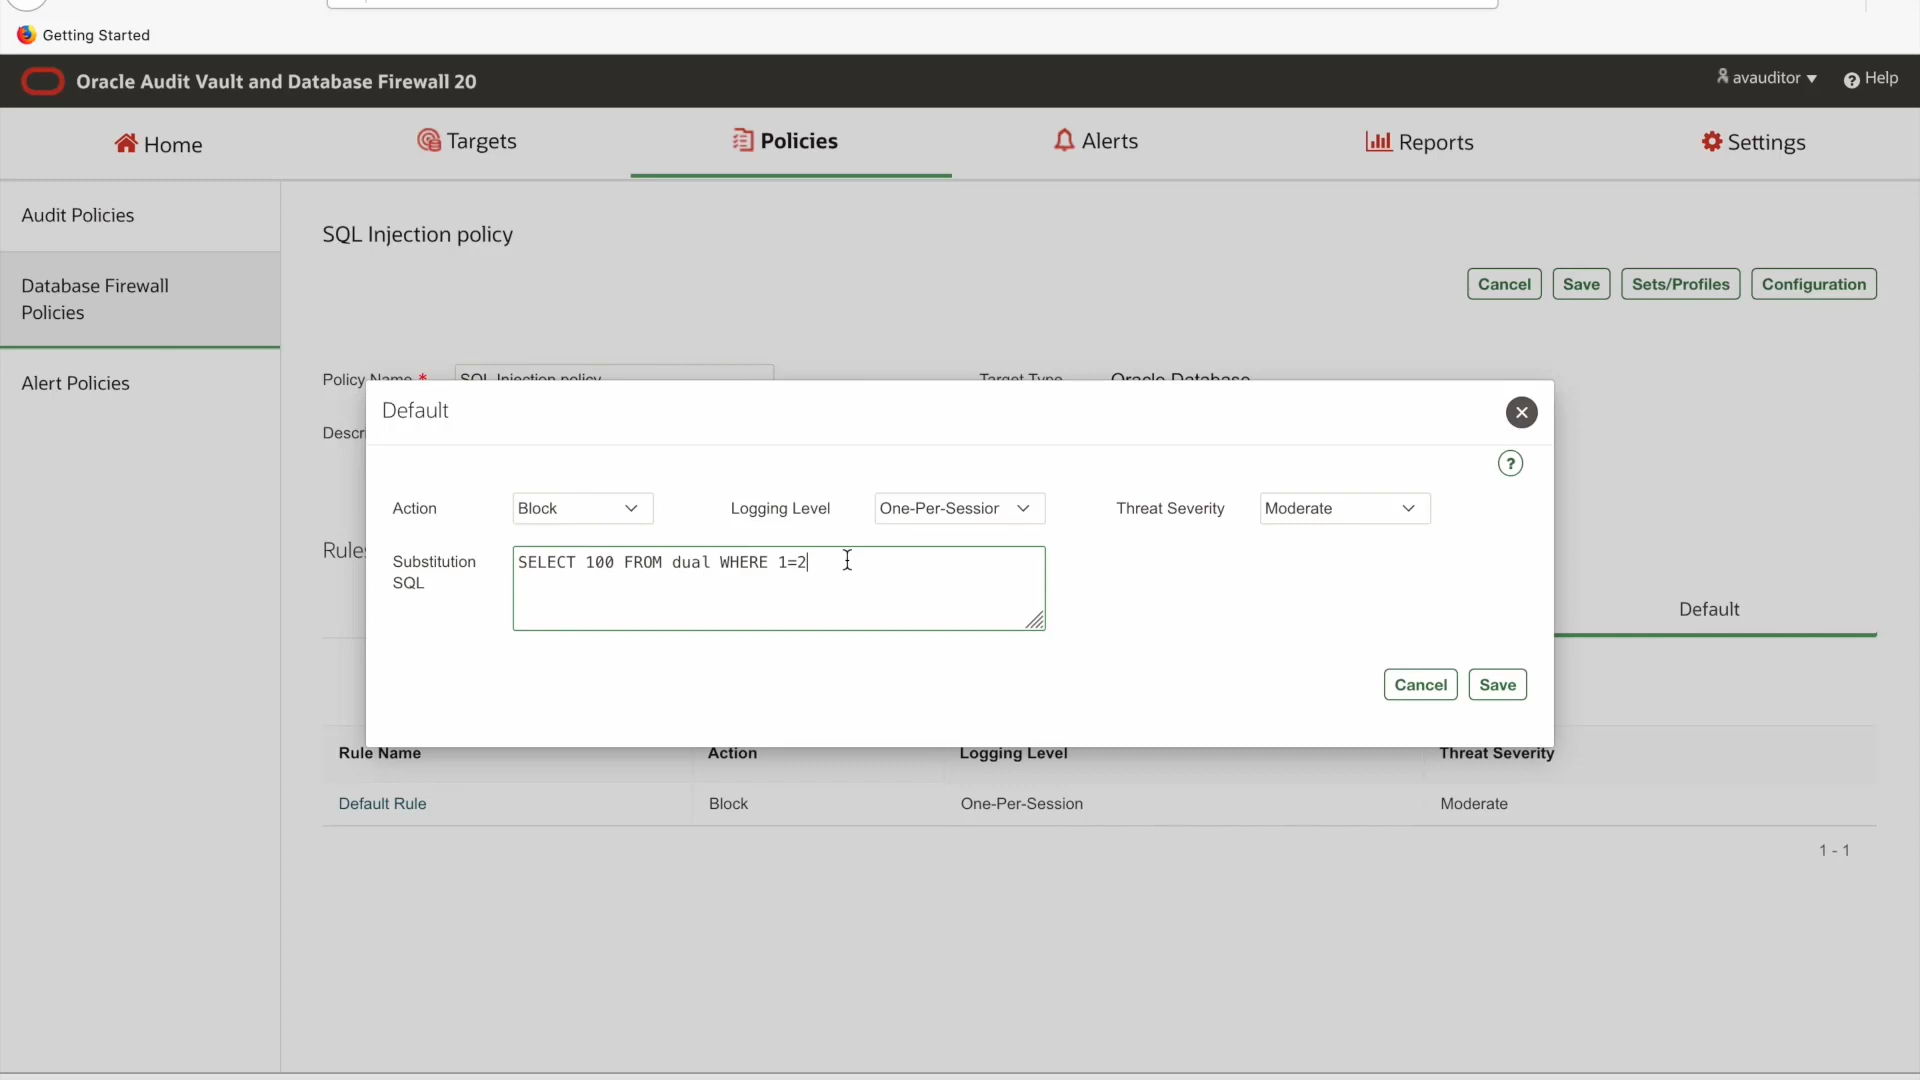 Getting Started
Oracle Audit Vault and Database Firewall 20
avauditor
? Help
Home
Targets
Policies
Alerts
Reports
Settings
Audit Policies
Database Firewall
Policies
Alert Policies
SQL Injection policy
Cancel
Save
Sets/Profiles
Configuration
Policy Name *
SQL Injection policy
Target Type
Oracle Database
Descri
Default
?
Action
Block
Logging Level
One-Per-Session
Threat Severity
Moderate
Substitution
SQL
SELECT 100 FROM dual WHERE 1=2
Cancel
Save
Rules
Default
Rule Name
Action
Logging Level
Threat Severity
Default Rule
Block
One-Per-Session
Moderate
1 - 1